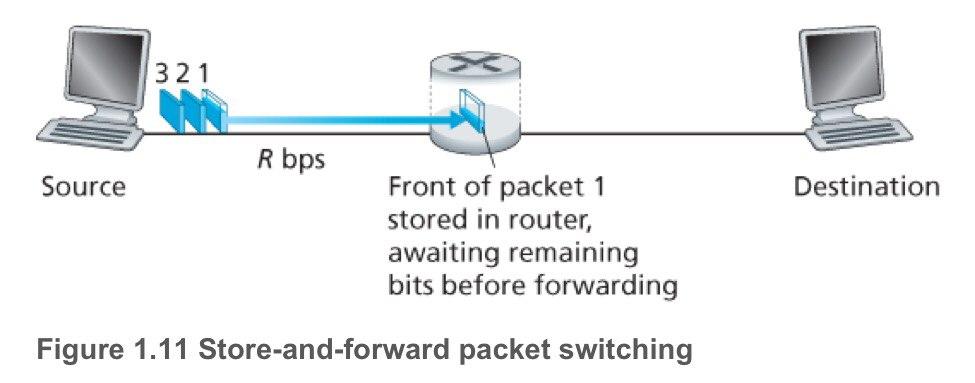 3 2 1
R bps
Source
Front of packet 1
stored in router,
awaiting remaining
bits before forwarding
Destination
Figure 1.11 Store-and-forward packet switching